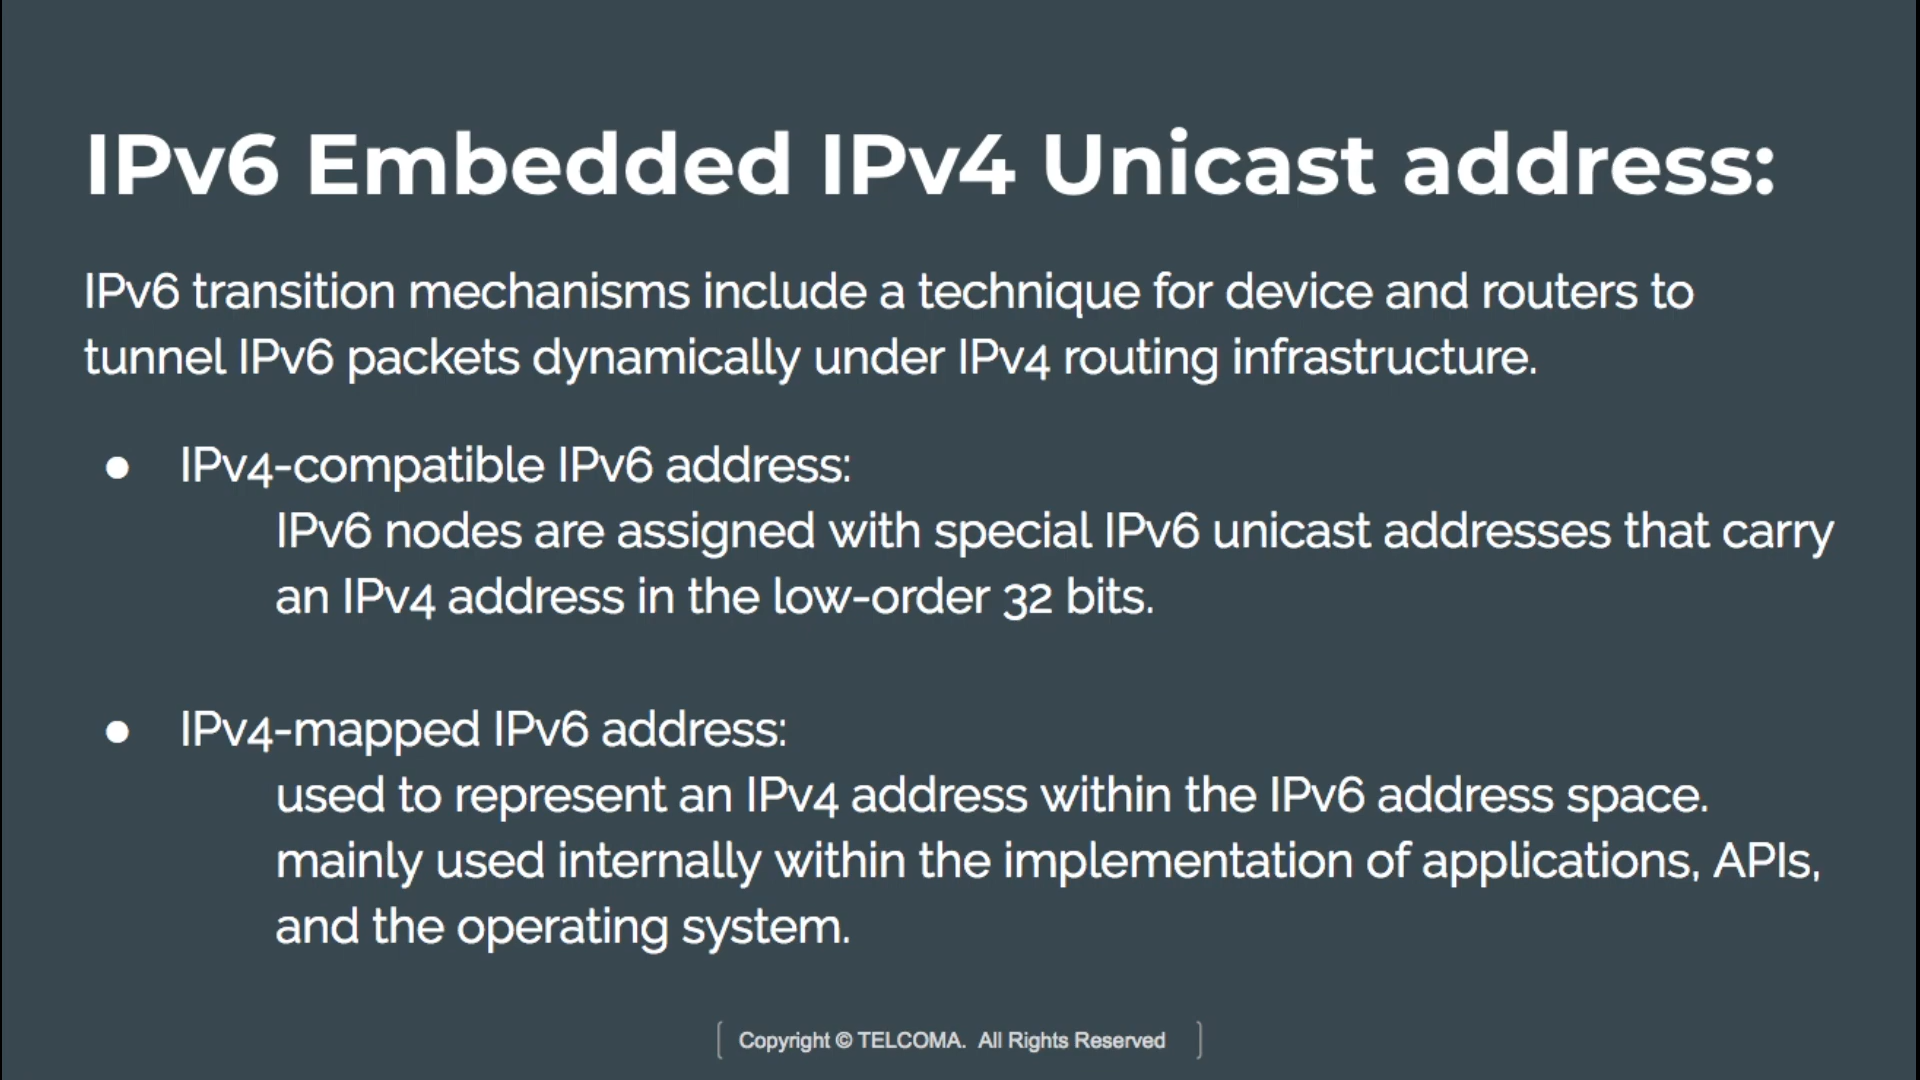 IPv6 Embedded IPv4 Unicast address:
IPv6 transition mechanisms include a technique for device and routers to
tunnel IPv6 packets dynamically under IPv4 routing infrastructure.
● IPv4-compatible IPv6 address:
IPv6 nodes are assigned with special IPv6 unicast addresses that carry
an IPv4 address in the low-order 32 bits.
● IPv4-mapped IPv6 address:
used to represent an IPv4 address within the IPv6 address space.
mainly used internally within the implementation of applications, APIs,
and the operating system.
Copyright © TELCOMA. All Rights Reserved